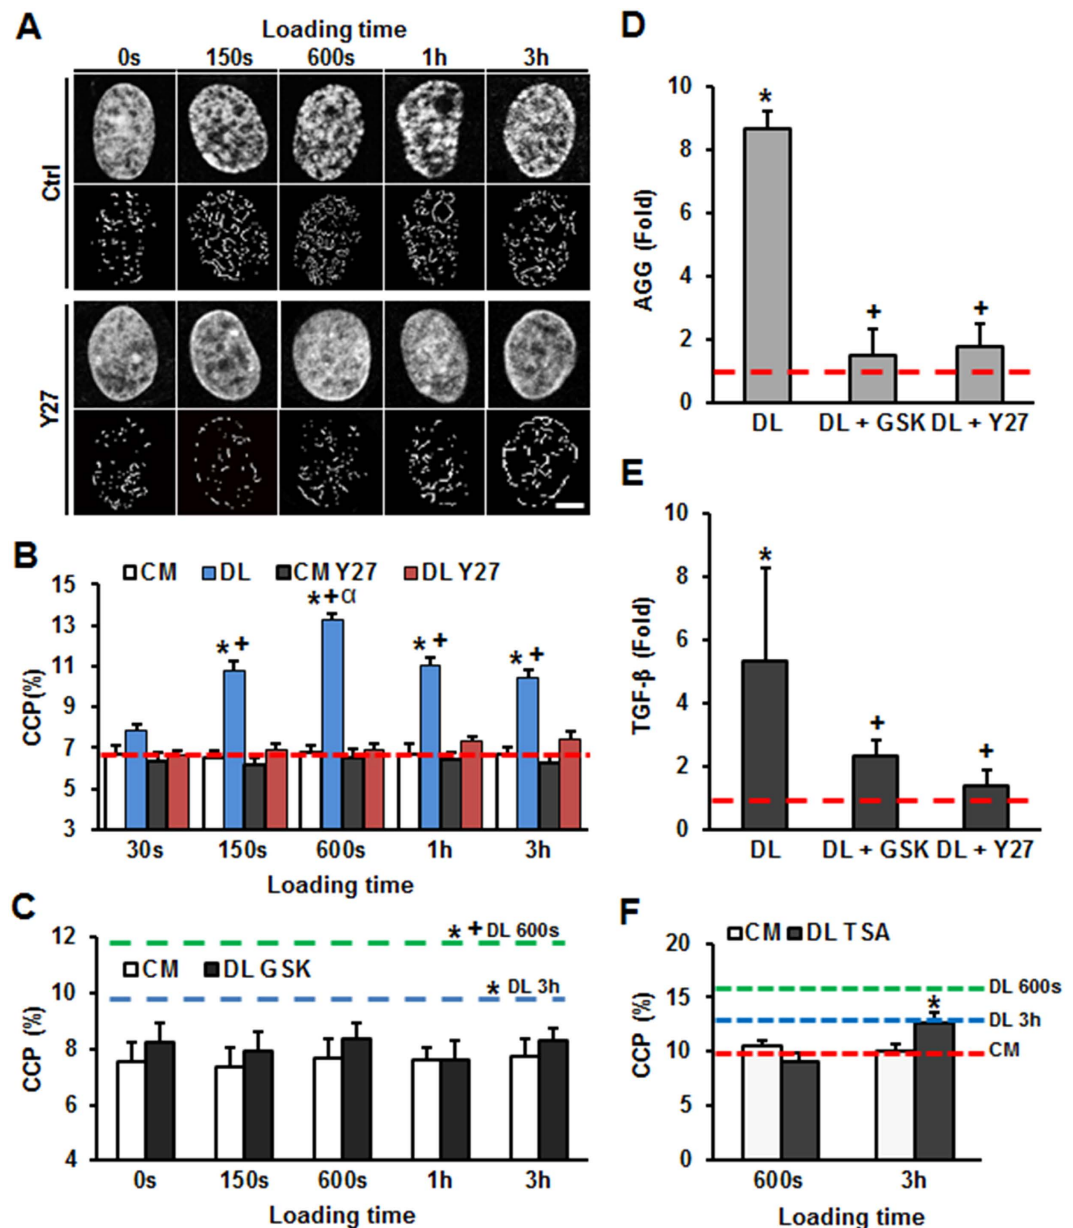 A
Loading time
0s 150s 600s 1h 3h
Ctrl
Y27
B
CM DL CM Y27 DL Y27
CCP(%)
15
13
11
9
7
5
3
* +
* + α
* +
* +
30s 150s 600s 1h 3h
Loading time
C
CCP (%)
12
10
8
6
4
* + DL 600s
CM DL GSK
* DL 3h
0s 150s 600s 1h 3h
Loading time
D
AGG (Fold)
10
8
6
4
2
0
*
+
+
DL DL + GSK DL + Y27
E
TGF-β (Fold)
10
8
6
4
2
0
*
+
+
DL DL + GSK DL + Y27
F
CM DL TSA
CCP (%)
20
15
10
5
0
DL 600s
*
DL 3h
CM
600s 3h
Loading time